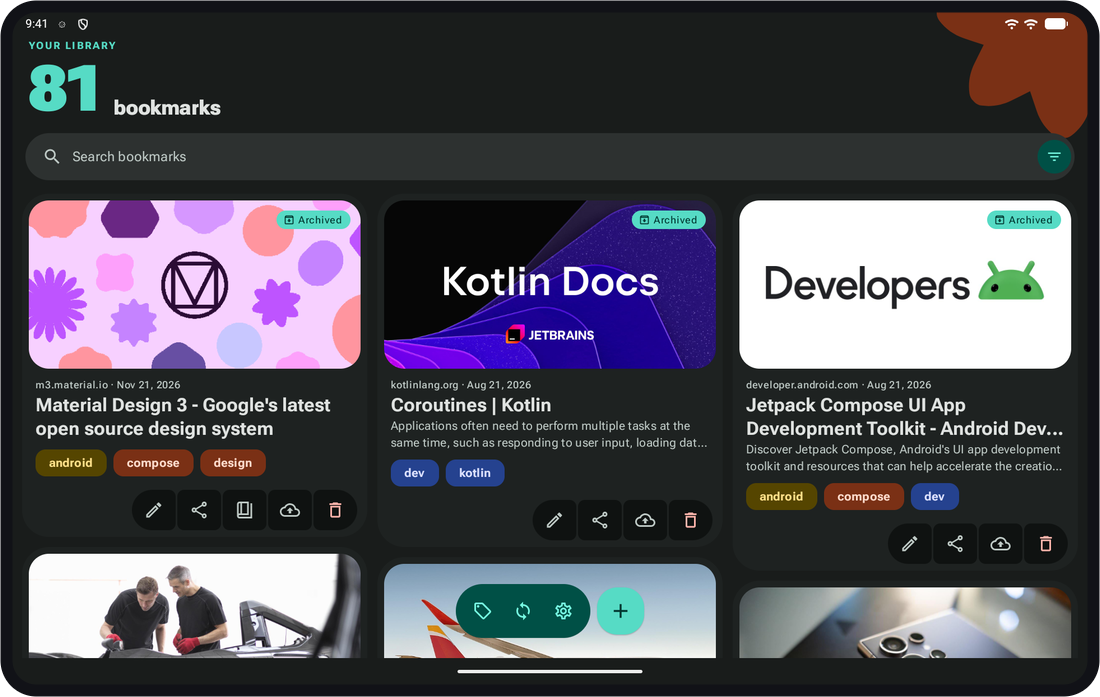 9:41
YOUR LIBRARY
81 bookmarks
Search bookmarks
Archived
m3.material.io · Nov 21, 2026
Material Design 3 - Google's latest
open source design system
android compose design
Archived
Kotlin Docs
JETBRAINS
kotlinlang.org · Aug 21, 2026
Coroutines | Kotlin
Applications often need to perform multiple tasks at the
same time, such as responding to user input, loading dat...
dev kotlin
Archived
Developers
developer.android.com · Aug 21, 2026
Jetpack Compose UI App
Development Toolkit - Android Dev...
Discover Jetpack Compose, Android's UI app development
toolkit and resources that can help accelerate the creatio...
android compose dev